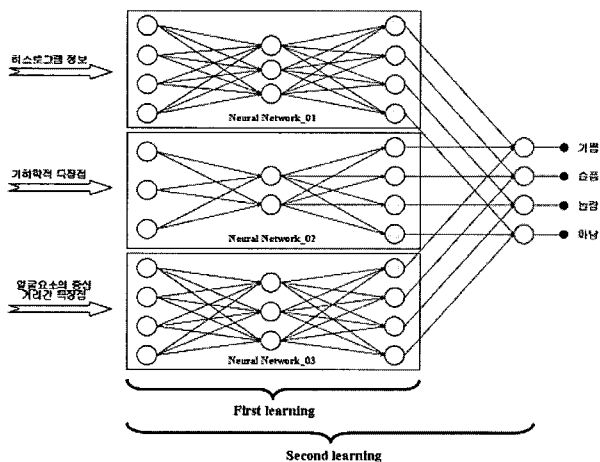 히스토그램 정보
Neural Network_01
기하학적 특징점
Neural Network_02
얼굴요소의 중심
거리간 특징점
Neural Network_03
기쁨
슬픔
놀람
화남
First learning
Second learning